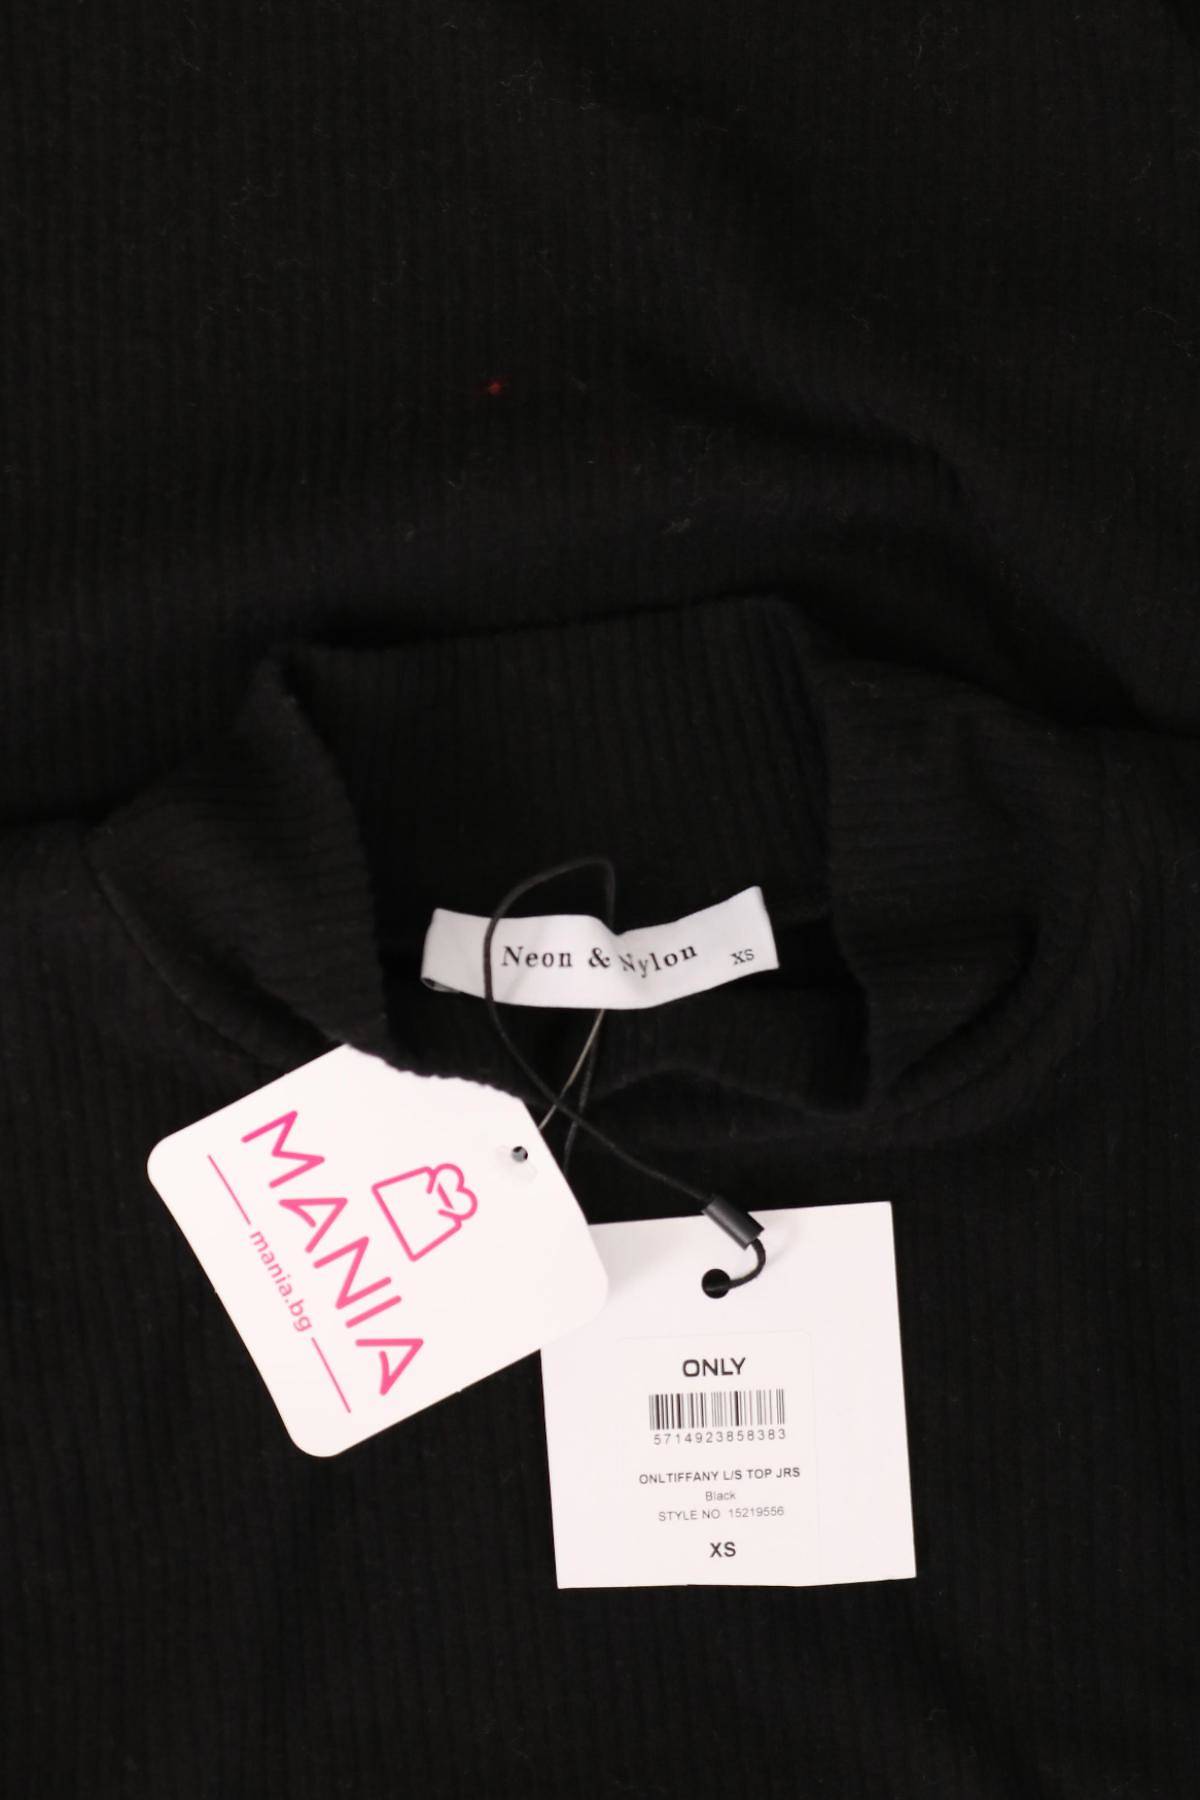 Neon & Nylon XS
MANIA
mania.bg
ONLY
5714923858383
ONLTIFFANY L/S TOP JRS
Black
STYLE NO. 15219556
XS